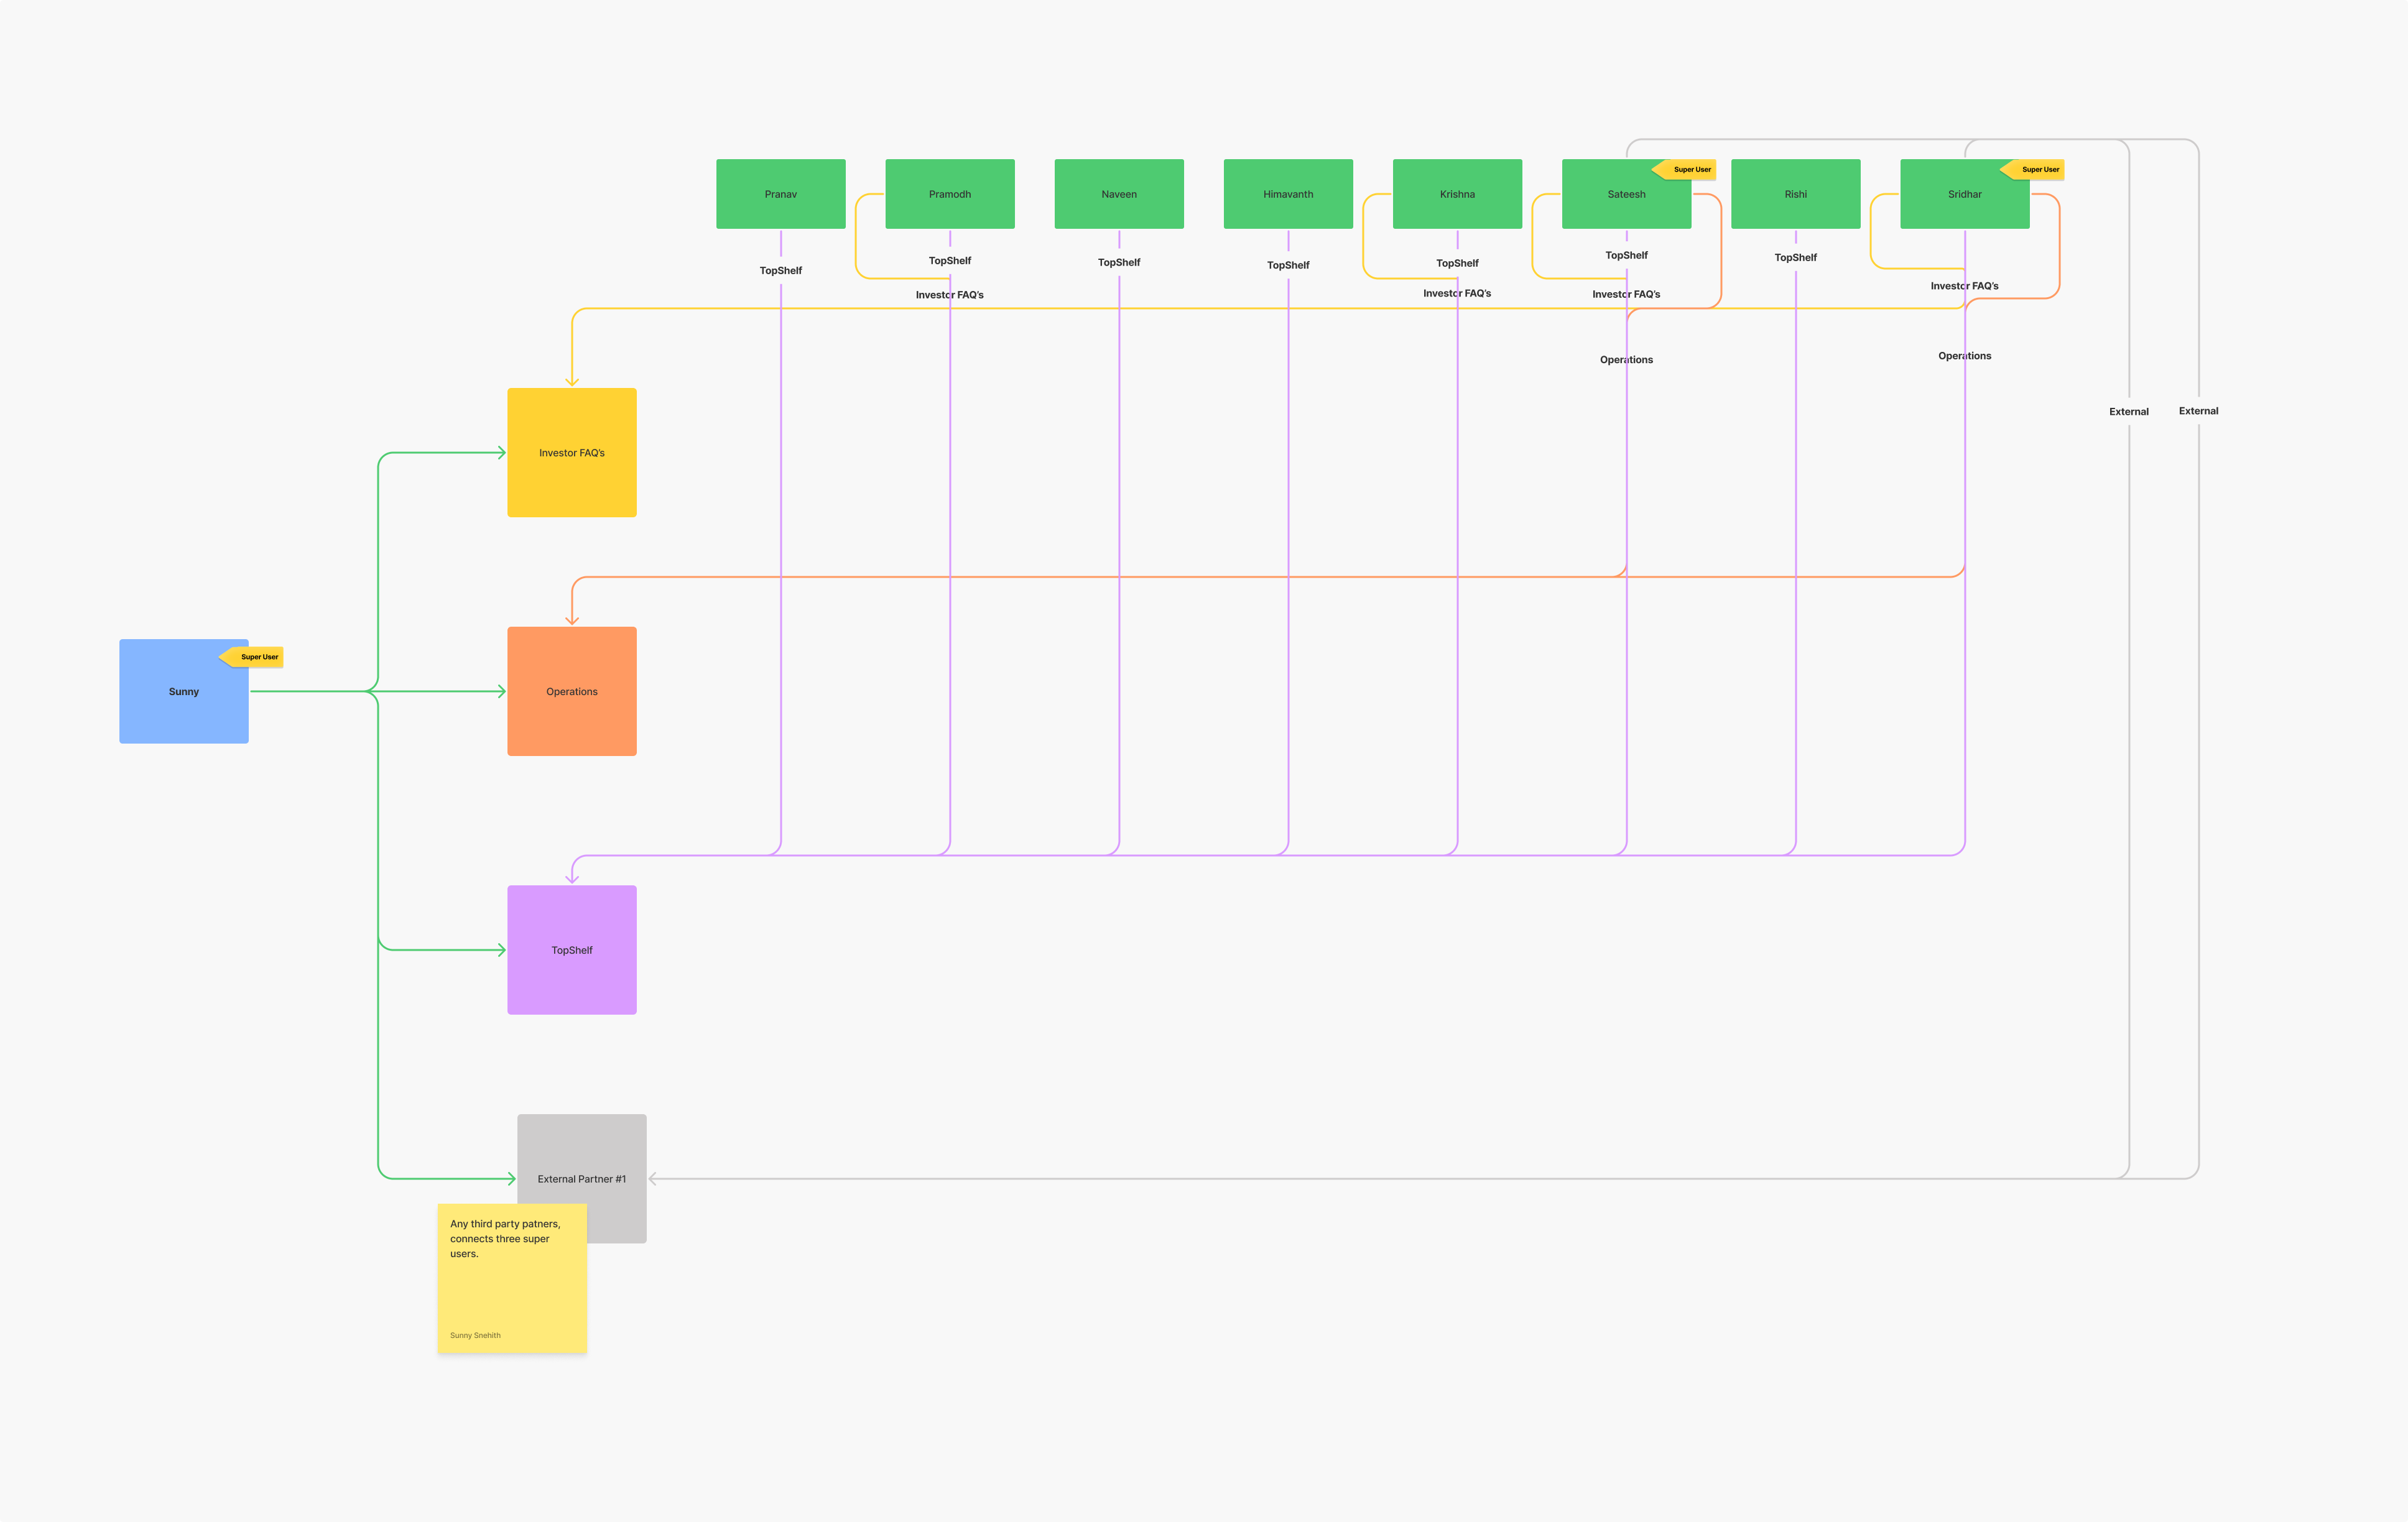 Super User
Super User
Pranav
Pramodh
Naveen
Himavanth
Krishna
Sateesh
Rishi
Sridhar
TopShelf
TopShelf
TopShelf
TopShelf
TopShelf
TopShelf
TopShelf
Investor FAQ's
Investor FAQ's
Investor FAQ's
Investor FAQ's
Operations
Operations
External
External
Investor FAQ's
Super User
Sunny
Operations
TopShelf
External Partner #1
Any third party patners,
connects three super
users.
Sunny Snehith